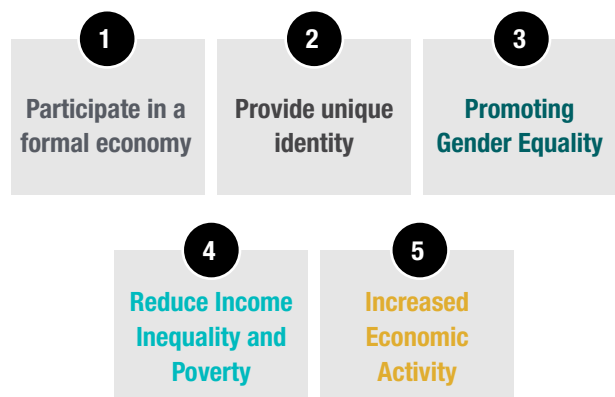 1
Participate in a
formal economy
2
Provide unique
identity
3
Promoting
Gender Equality
4
Reduce Income
Inequality and
Poverty
5
Increased
Economic
Activity